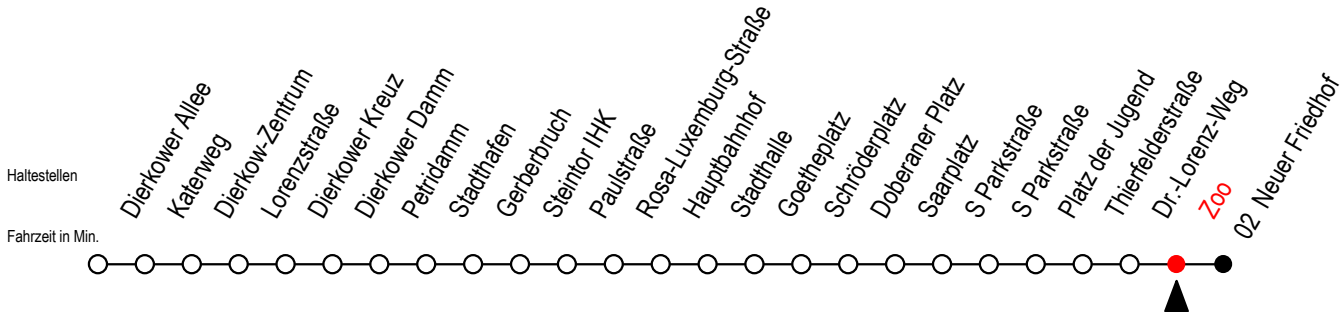 Haltestellen
Dierkower Allee
Katerweg
Dierkow-Zentrum
Lorenzstraße
Dierkower Kreuz
Dierkower Damm
Petridamm
Stadthafen
Gerberbruch
Steintor IHK
Paulstraße
Rosa-Luxemburg-Straße
Hauptbahnhof
Stadthalle
Goetheplatz
Schröderplatz
Doberaner Platz
Saarplatz
S Parkstraße
S Parkstraße
Platz der Jugend
Thierfelderstraße
Dr.-Lorenz-Weg
Zoo
02 Neuer Friedhof
Fahrzeit in Min.